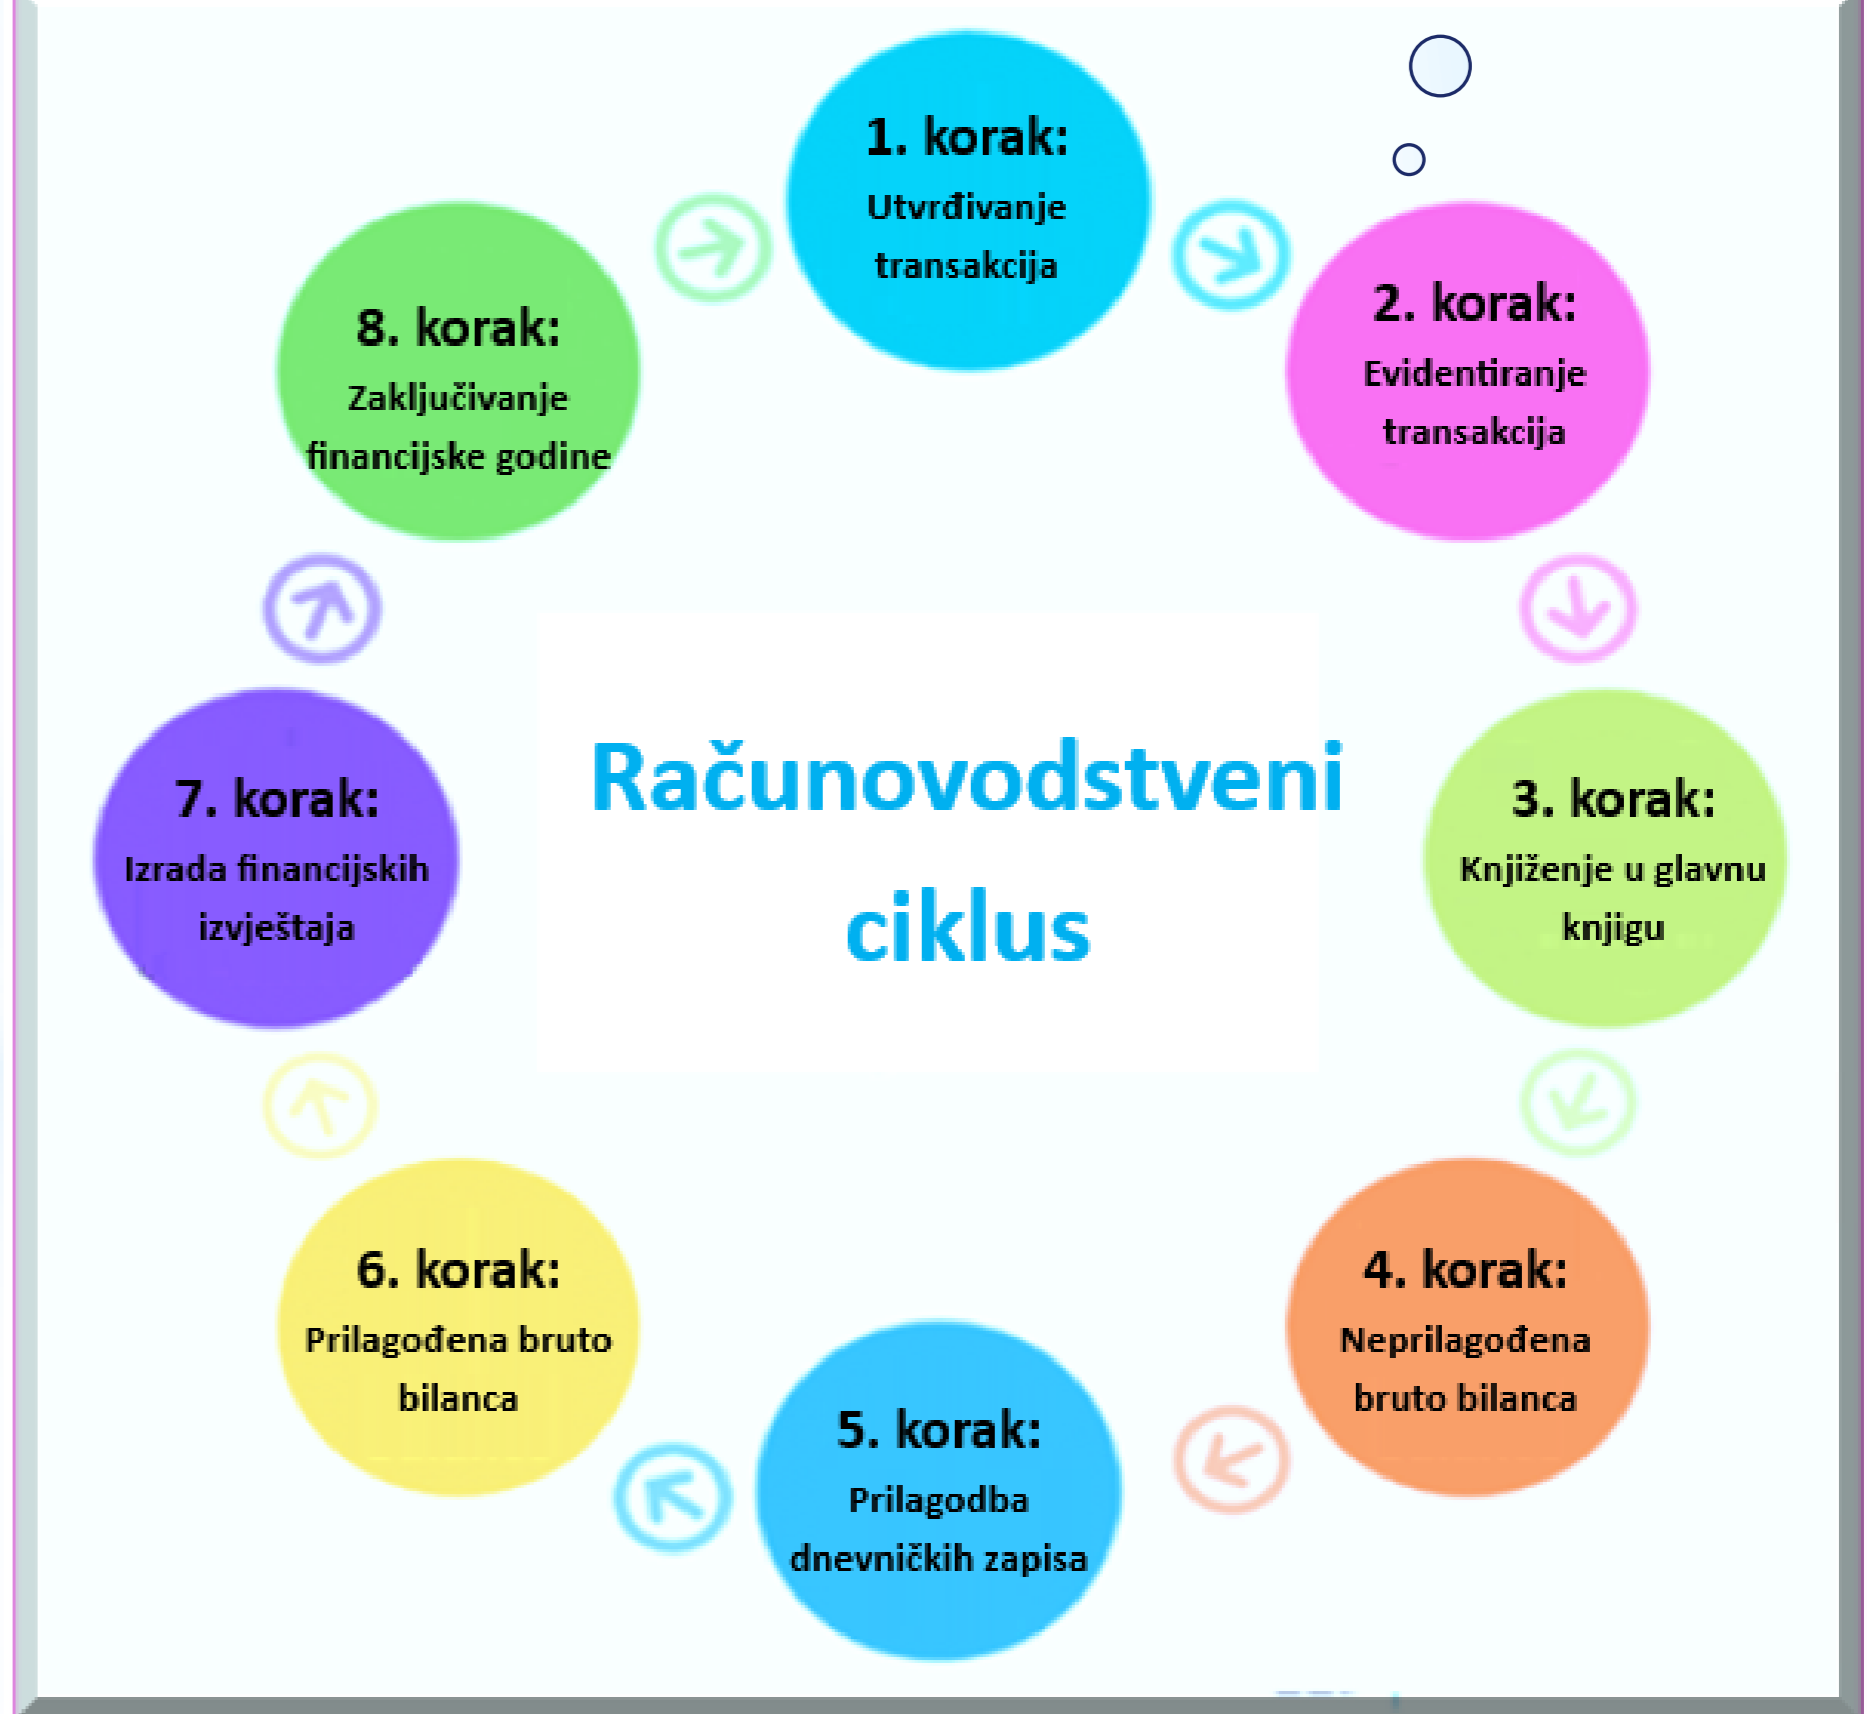 1. korak:
Utvrđivanje
transakcija
2. korak:
Evidentiranje
transakcija
3. korak:
Knjiženje u glavnu
knjigu
4. korak:
Neprilagođena
bruto bilanca
5. korak:
Prilagodba
dnevničkih zapisa
6. korak:
Prilagođena bruto
bilanca
7. korak:
Izrada financijskih
izvještaja
8. korak:
Zaključivanje
financijske godine
Računovodstveni
ciklus